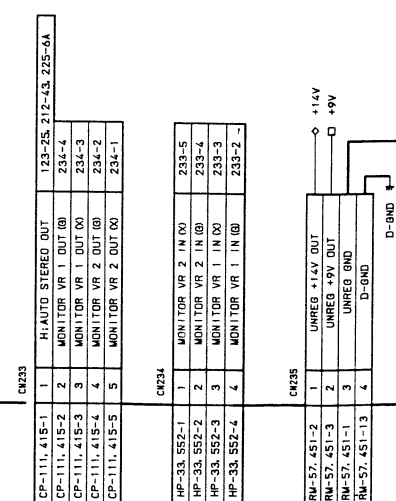 CN233
CP-111, 415-1 1 H:AUTO STEREO OUT 123-25, 212-43, 225-6A
CP-111, 415-2 2 MONITOR VR 1 OUT (G) 234-4
CP-111, 415-3 3 MONITOR VR 1 OUT (X) 234-3
CP-111, 415-4 4 MONITOR VR 2 OUT (G) 234-2
CP-111, 415-5 5 MONITOR VR 2 OUT (X) 234-1
CN234
HP-33, 552-1 1 MONITOR VR 2 IN (X) 233-5
HP-33, 552-2 2 MONITOR VR 2 IN (G) 233-4
HP-33, 552-3 3 MONITOR VR 1 IN (X) 233-3
HP-33, 552-4 4 MONITOR VR 1 IN (G) 233-2
CN235
RM-57, 451-2 1 UNREG +14V OUT +14V
RM-57, 451-3 2 UNREG +9V OUT +9V
RM-57, 451-1 3 UNREG GND
RM-57, 451-13 4 D-GND
D-GND